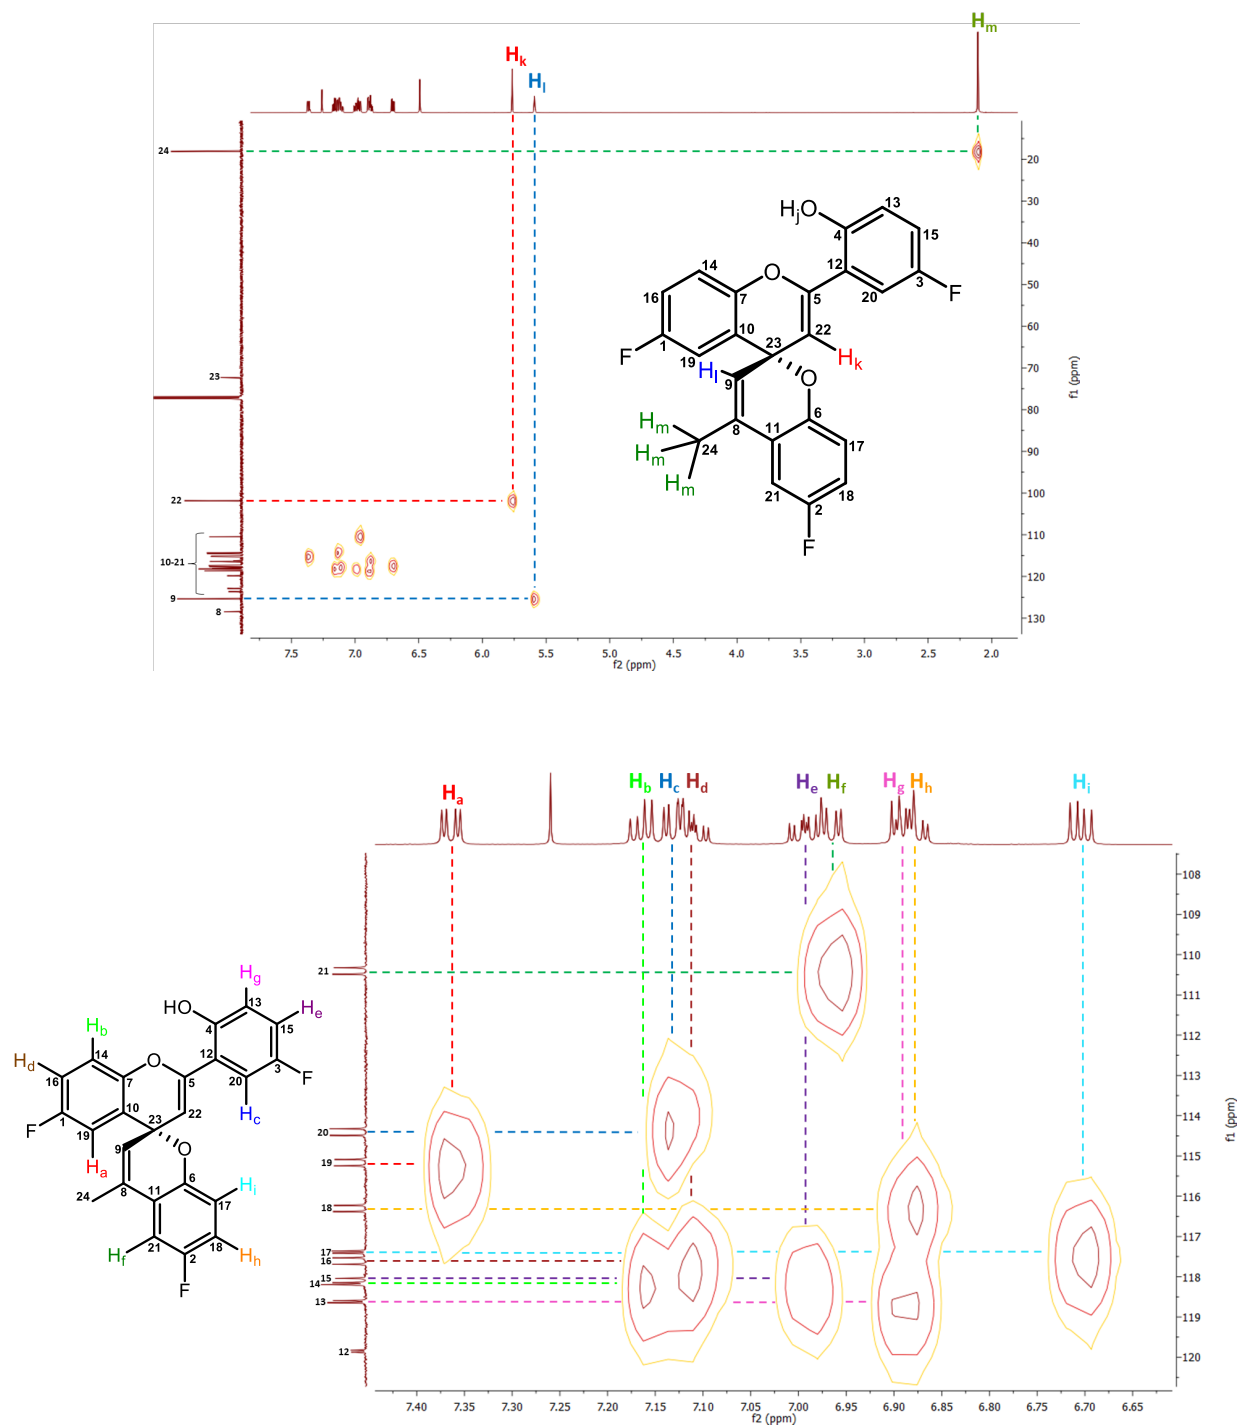 Hm
Hk
Hl
24
23
22
10-21
9
8
20
30
40
50
60
70
80
90
100
110
120
130
f1 (ppm)
7.5 7.0 6.5 6.0 5.5 5.0 4.5 4.0 3.5 3.0 2.5 2.0
f2 (ppm)
HjO 13
4 15
14 O 12 3
16 7 5 20 F
10 22
1 23 Hk
F 19 Hl O
9 6
Hm 8 11 17
Hm 24
Hm 21 18
2
F
Ha Hb Hc Hd He Hf Hg Hh Hi
21
20
19
18
17
16
15
14
13
12
108
109
110
111
112
113
114
115
116
117
118
119
120
f1 (ppm)
7.40 7.35 7.30 7.25 7.20 7.15 7.10 7.05 7.00 6.95 6.90 6.85 6.80 6.75 6.70 6.65
f2 (ppm)
Hg
HO 13 He
4 15
Hb
14 O 12 3
Hd 16 7 5 20 F
10 22 Hc
1 23
F 19 9 O
Ha 6
8 11 Hi
24 17
21 18
Hf 2 Hh
F